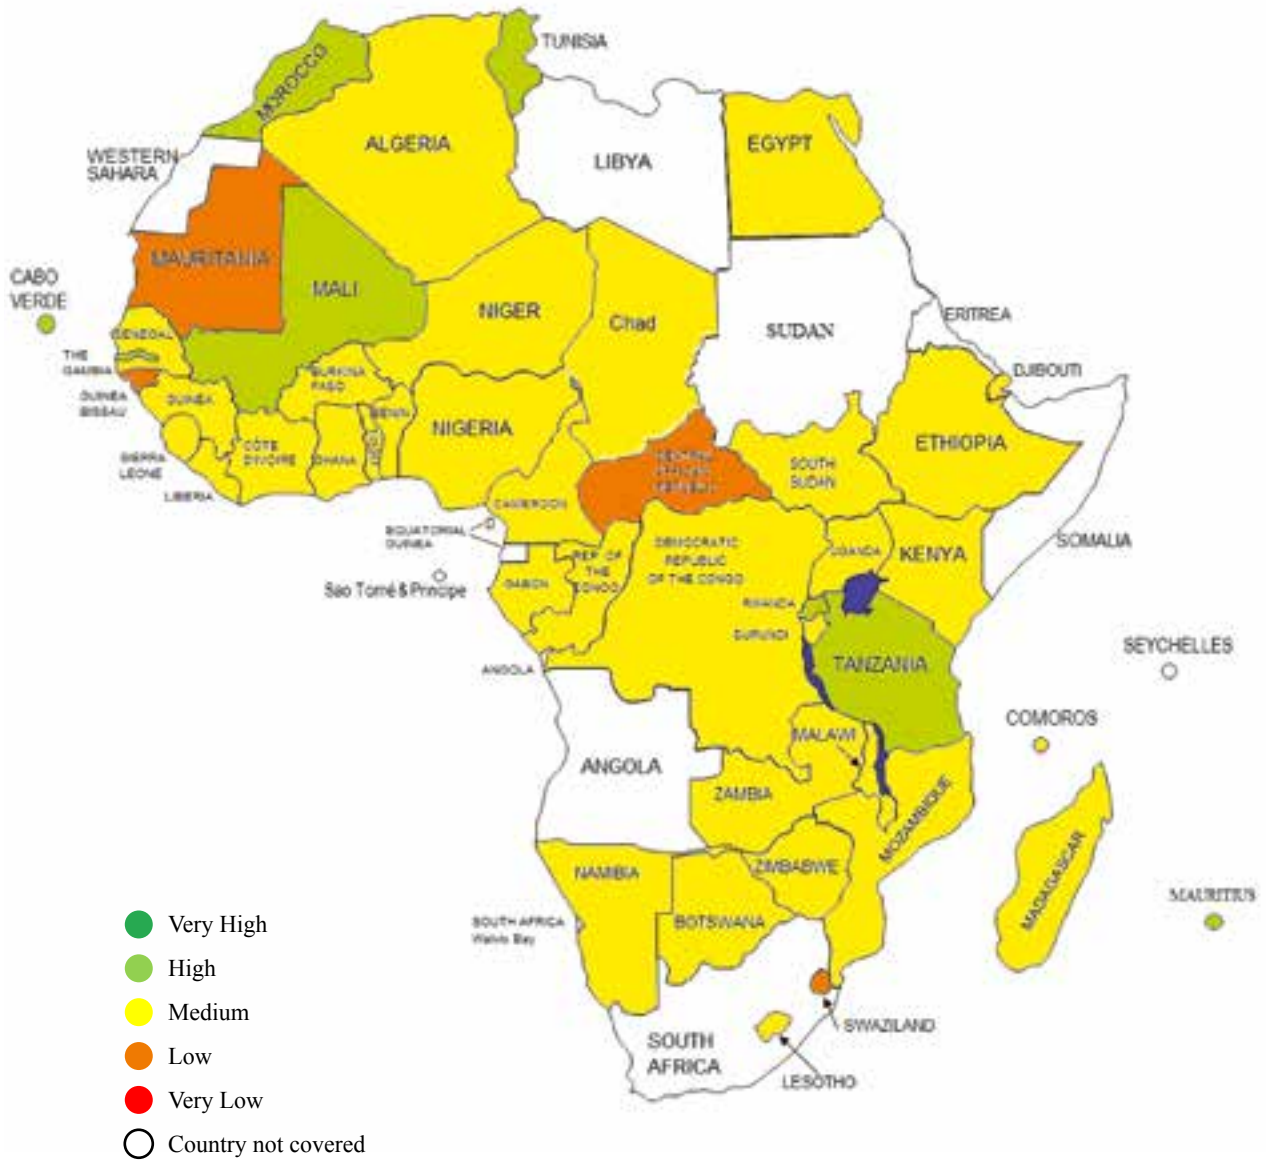 TUNISIA
MOROCCO
ALGERIA
LIBYA
EGYPT
WESTERN
SAHARA
MAURITANIA
MALI
NIGER
Chad
SUDAN
ERITREA
CABO
VERDE
SENEGAL
THE
GAMBIA
GUINEA
BISSAU
GUINEA
SIERRA
LEONE
LIBERIA
BURKINA
FASO
BENIN
COTE
DIVOIRE
GHANA
NIGERIA
DJIBOUTI
ETHIOPIA
SOUTH
SUDAN
CAMEROON
EQUATORIAL
GUINEA
Sao Tomé & Principe
GABON
REP. OF
THE
CONGO
DEMOCRATIC
REPUBLIC
OF THE CONGO
UGANDA
KENYA
SOMALIA
RWANDA
BURUNDI
TANZANIA
SEYCHELLES
COMOROS
ANGOLA
ANGOLA
MALAWI
ZAMBIA
MOZAMBIQUE
MADAGASCAR
MAURITIUS
NAMIBIA
ZIMBABWE
BOTSWANA
SOUTH AFRICA
Walvis Bay
SWAZILAND
SOUTH
AFRICA
LESOTHO
Very High
High
Medium
Low
Very Low
Country not covered